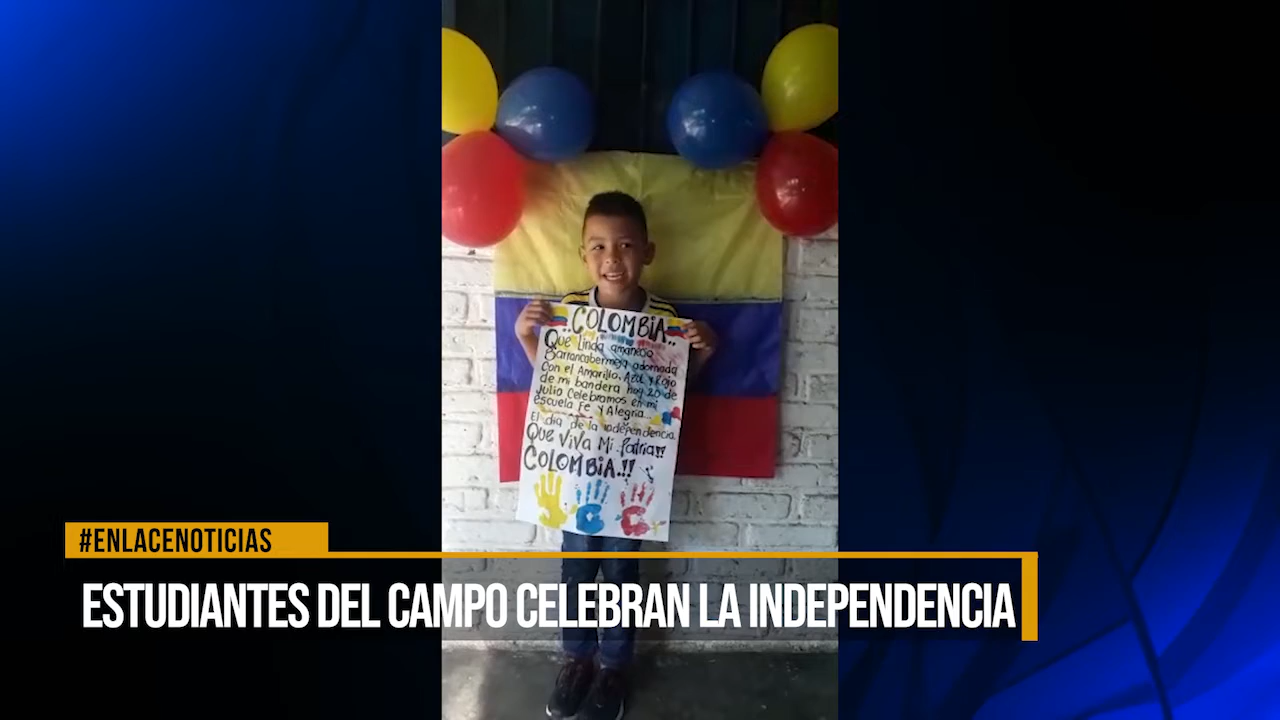 ..COLOMBIA..
Que Linda amaneció
Barrancabermeja adornada
Con el Amarillo, Azul y Rojo
de mi bandera hoy 20 de
Julio Celebramos en mi
escuela Fe y Alegria...
El día de la independencia.
Que Viva Mi Patria!!
COLOMBIA.!!
#ENLACENOTICIAS
ESTUDIANTES DEL CAMPO CELEBRAN LA INDEPENDENCIA